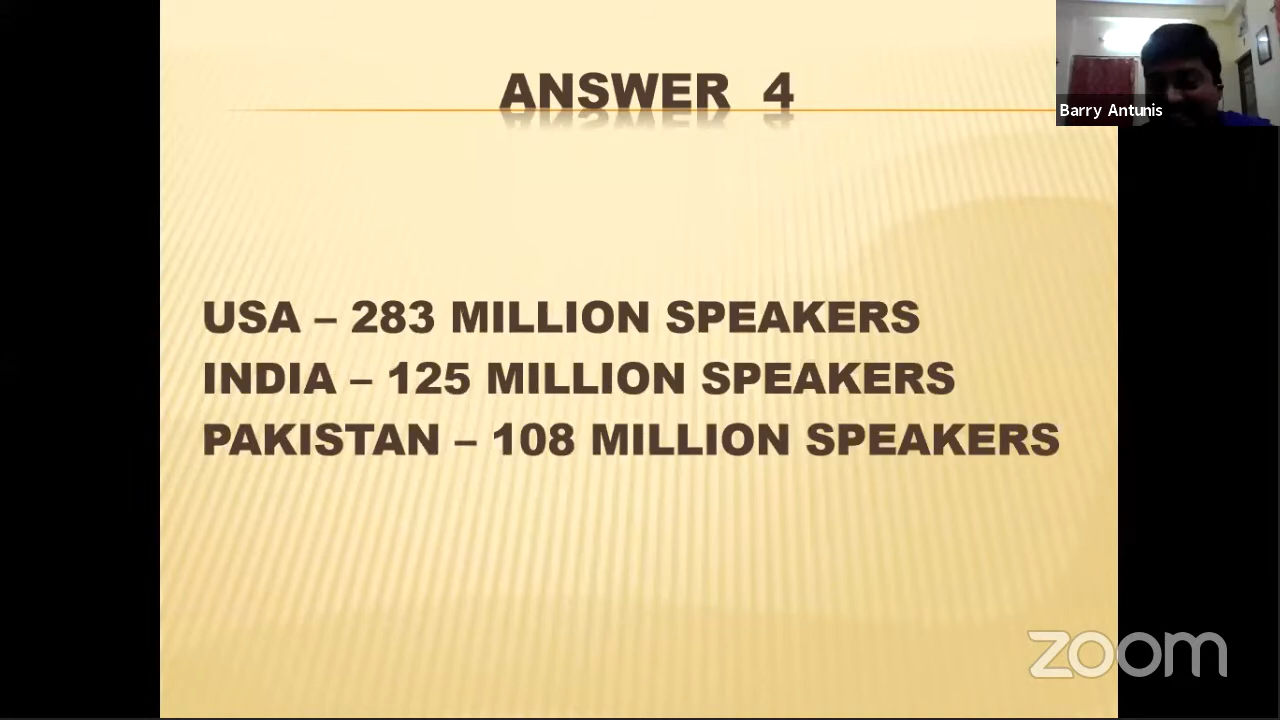 ANSWER 4
Barry Antunis
USA – 283 MILLION SPEAKERS
INDIA – 125 MILLION SPEAKERS
PAKISTAN – 108 MILLION SPEAKERS
zoom